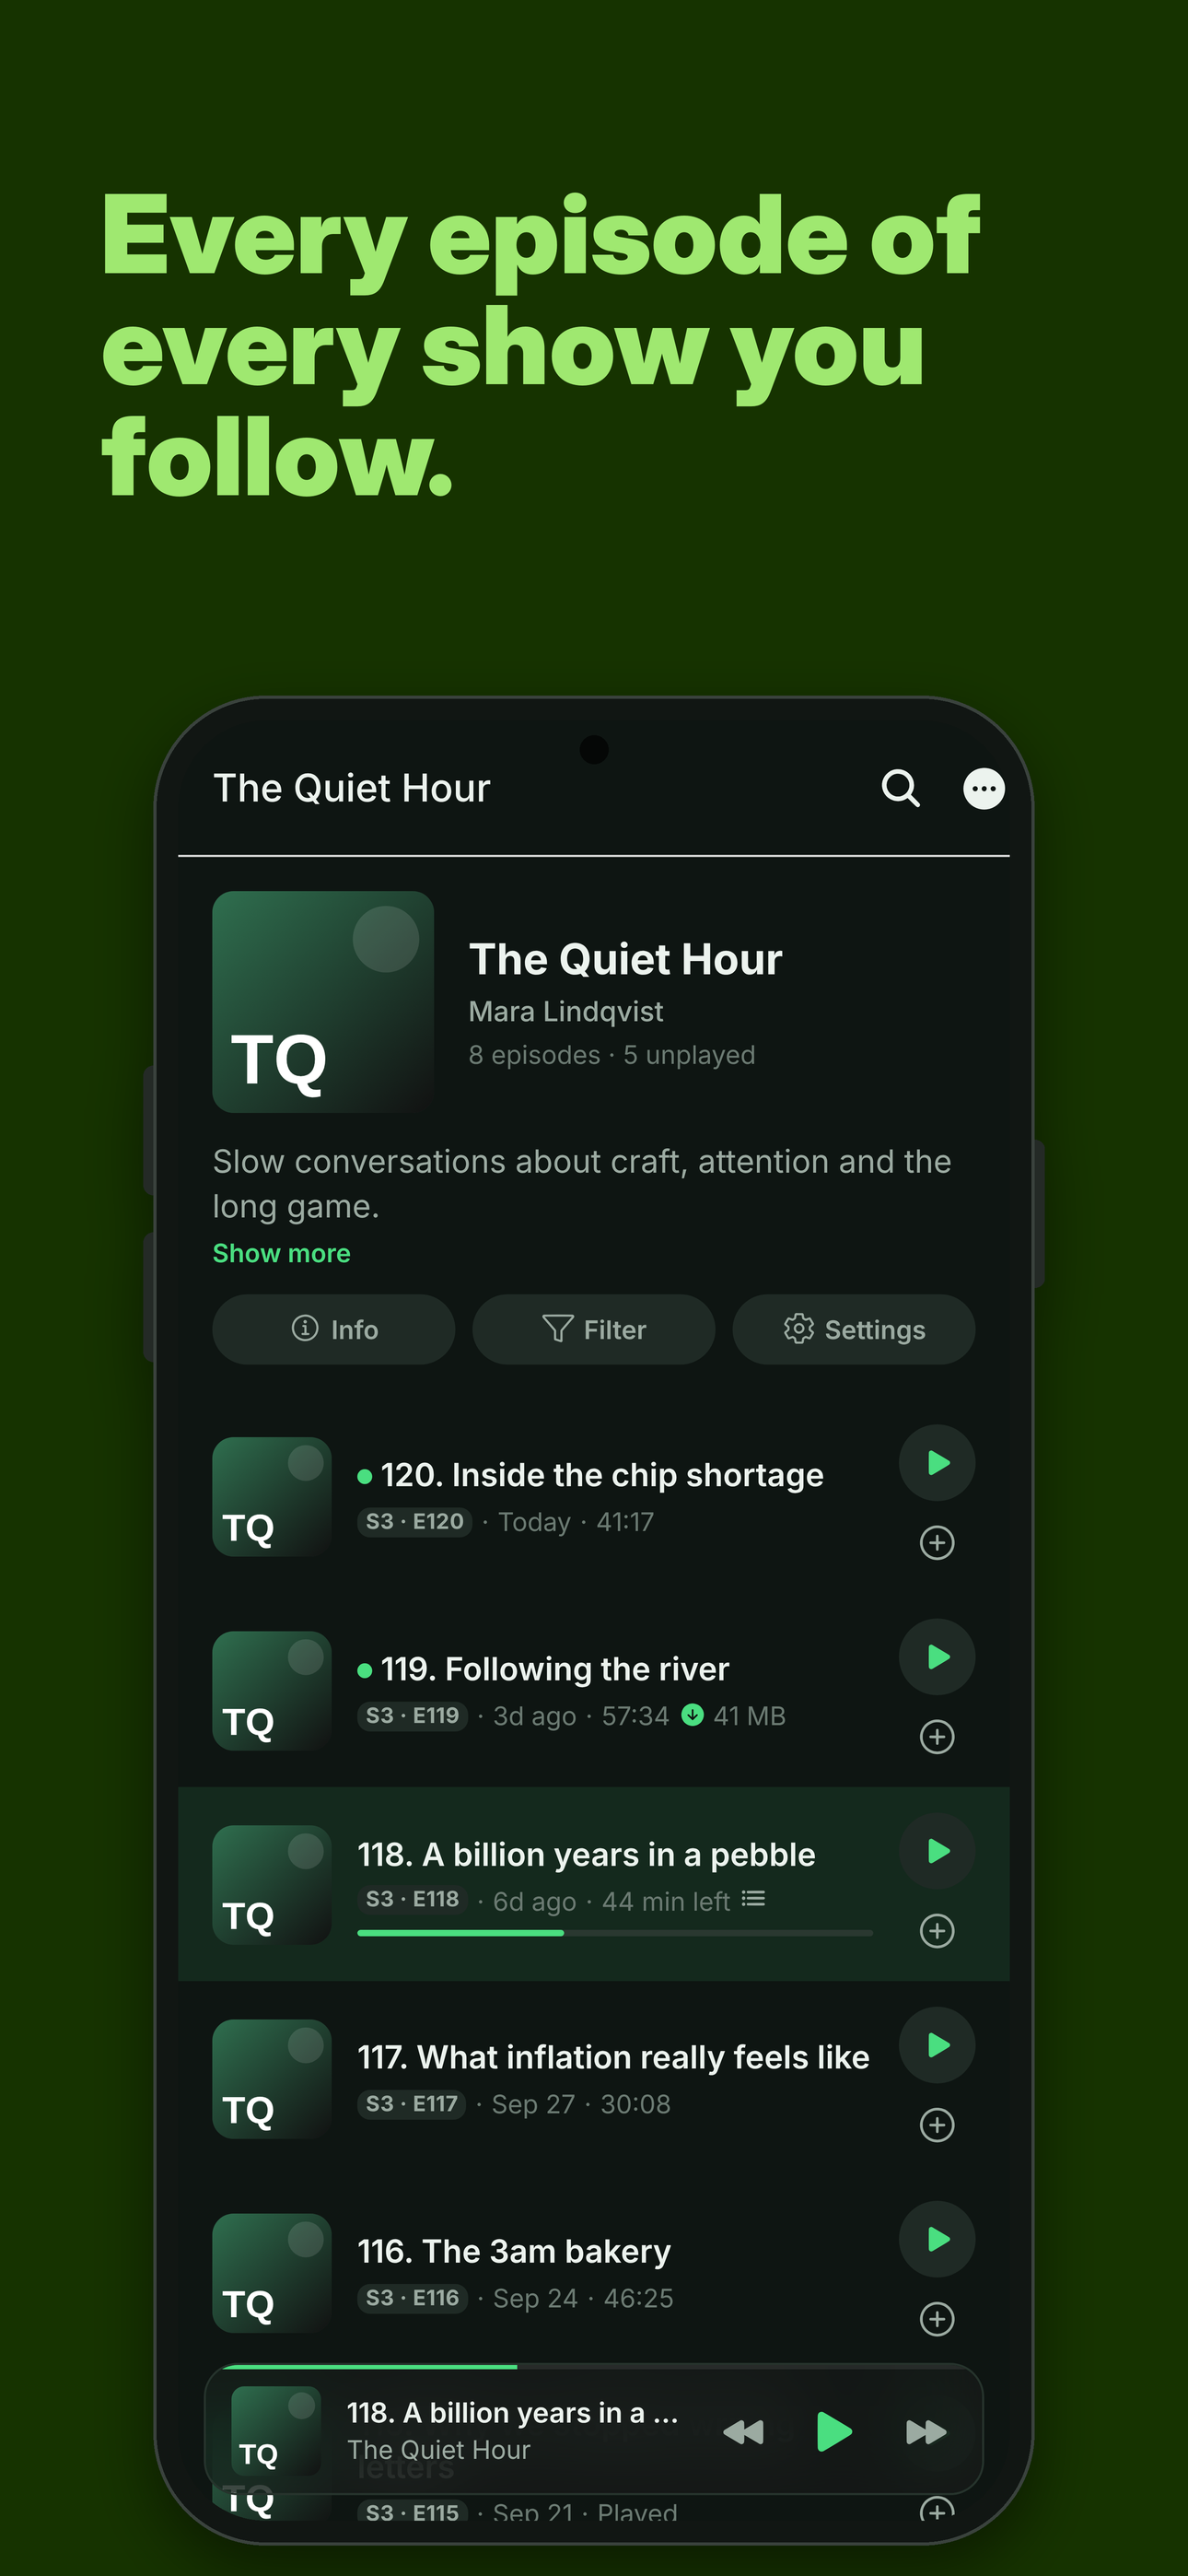 Every episode of
every show you
follow.
The Quiet Hour
TQ
The Quiet Hour
Mara Lindqvist
8 episodes · 5 unplayed
Slow conversations about craft, attention and the
long game.
Show more
Info
Filter
Settings
TQ
120. Inside the chip shortage
S3 · E120 · Today · 41:17
TQ
119. Following the river
S3 · E119 · 3d ago · 57:34 41 MB
TQ
118. A billion years in a pebble
S3 · E118 · 6d ago · 44 min left
TQ
117. What inflation really feels like
S3 · E117 · Sep 27 · 30:08
TQ
116. The 3am bakery
S3 · E116 · Sep 24 · 46:25
TQ
118. A billion years in a ...
The Quiet Hour
letters
TQ
S3 · E115 · Sep 21 · Played